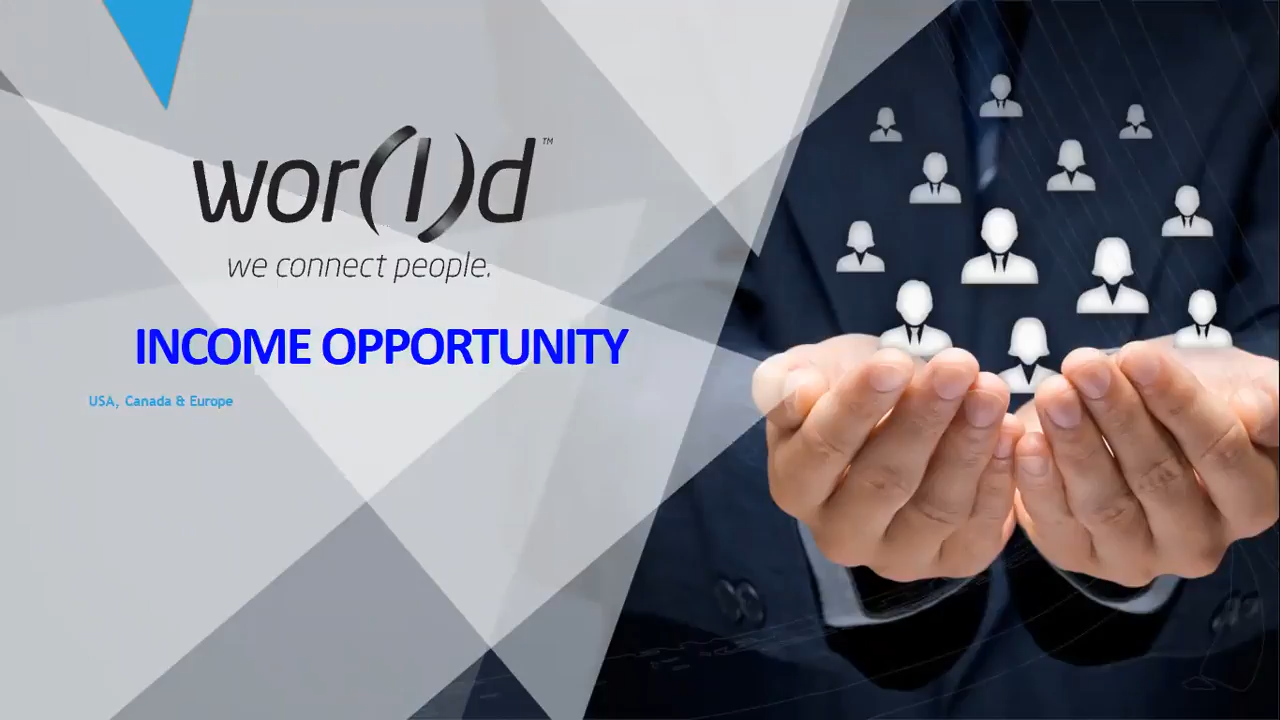 wor(l)d™
we connect people.
INCOME OPPORTUNITY
USA, Canada & Europe